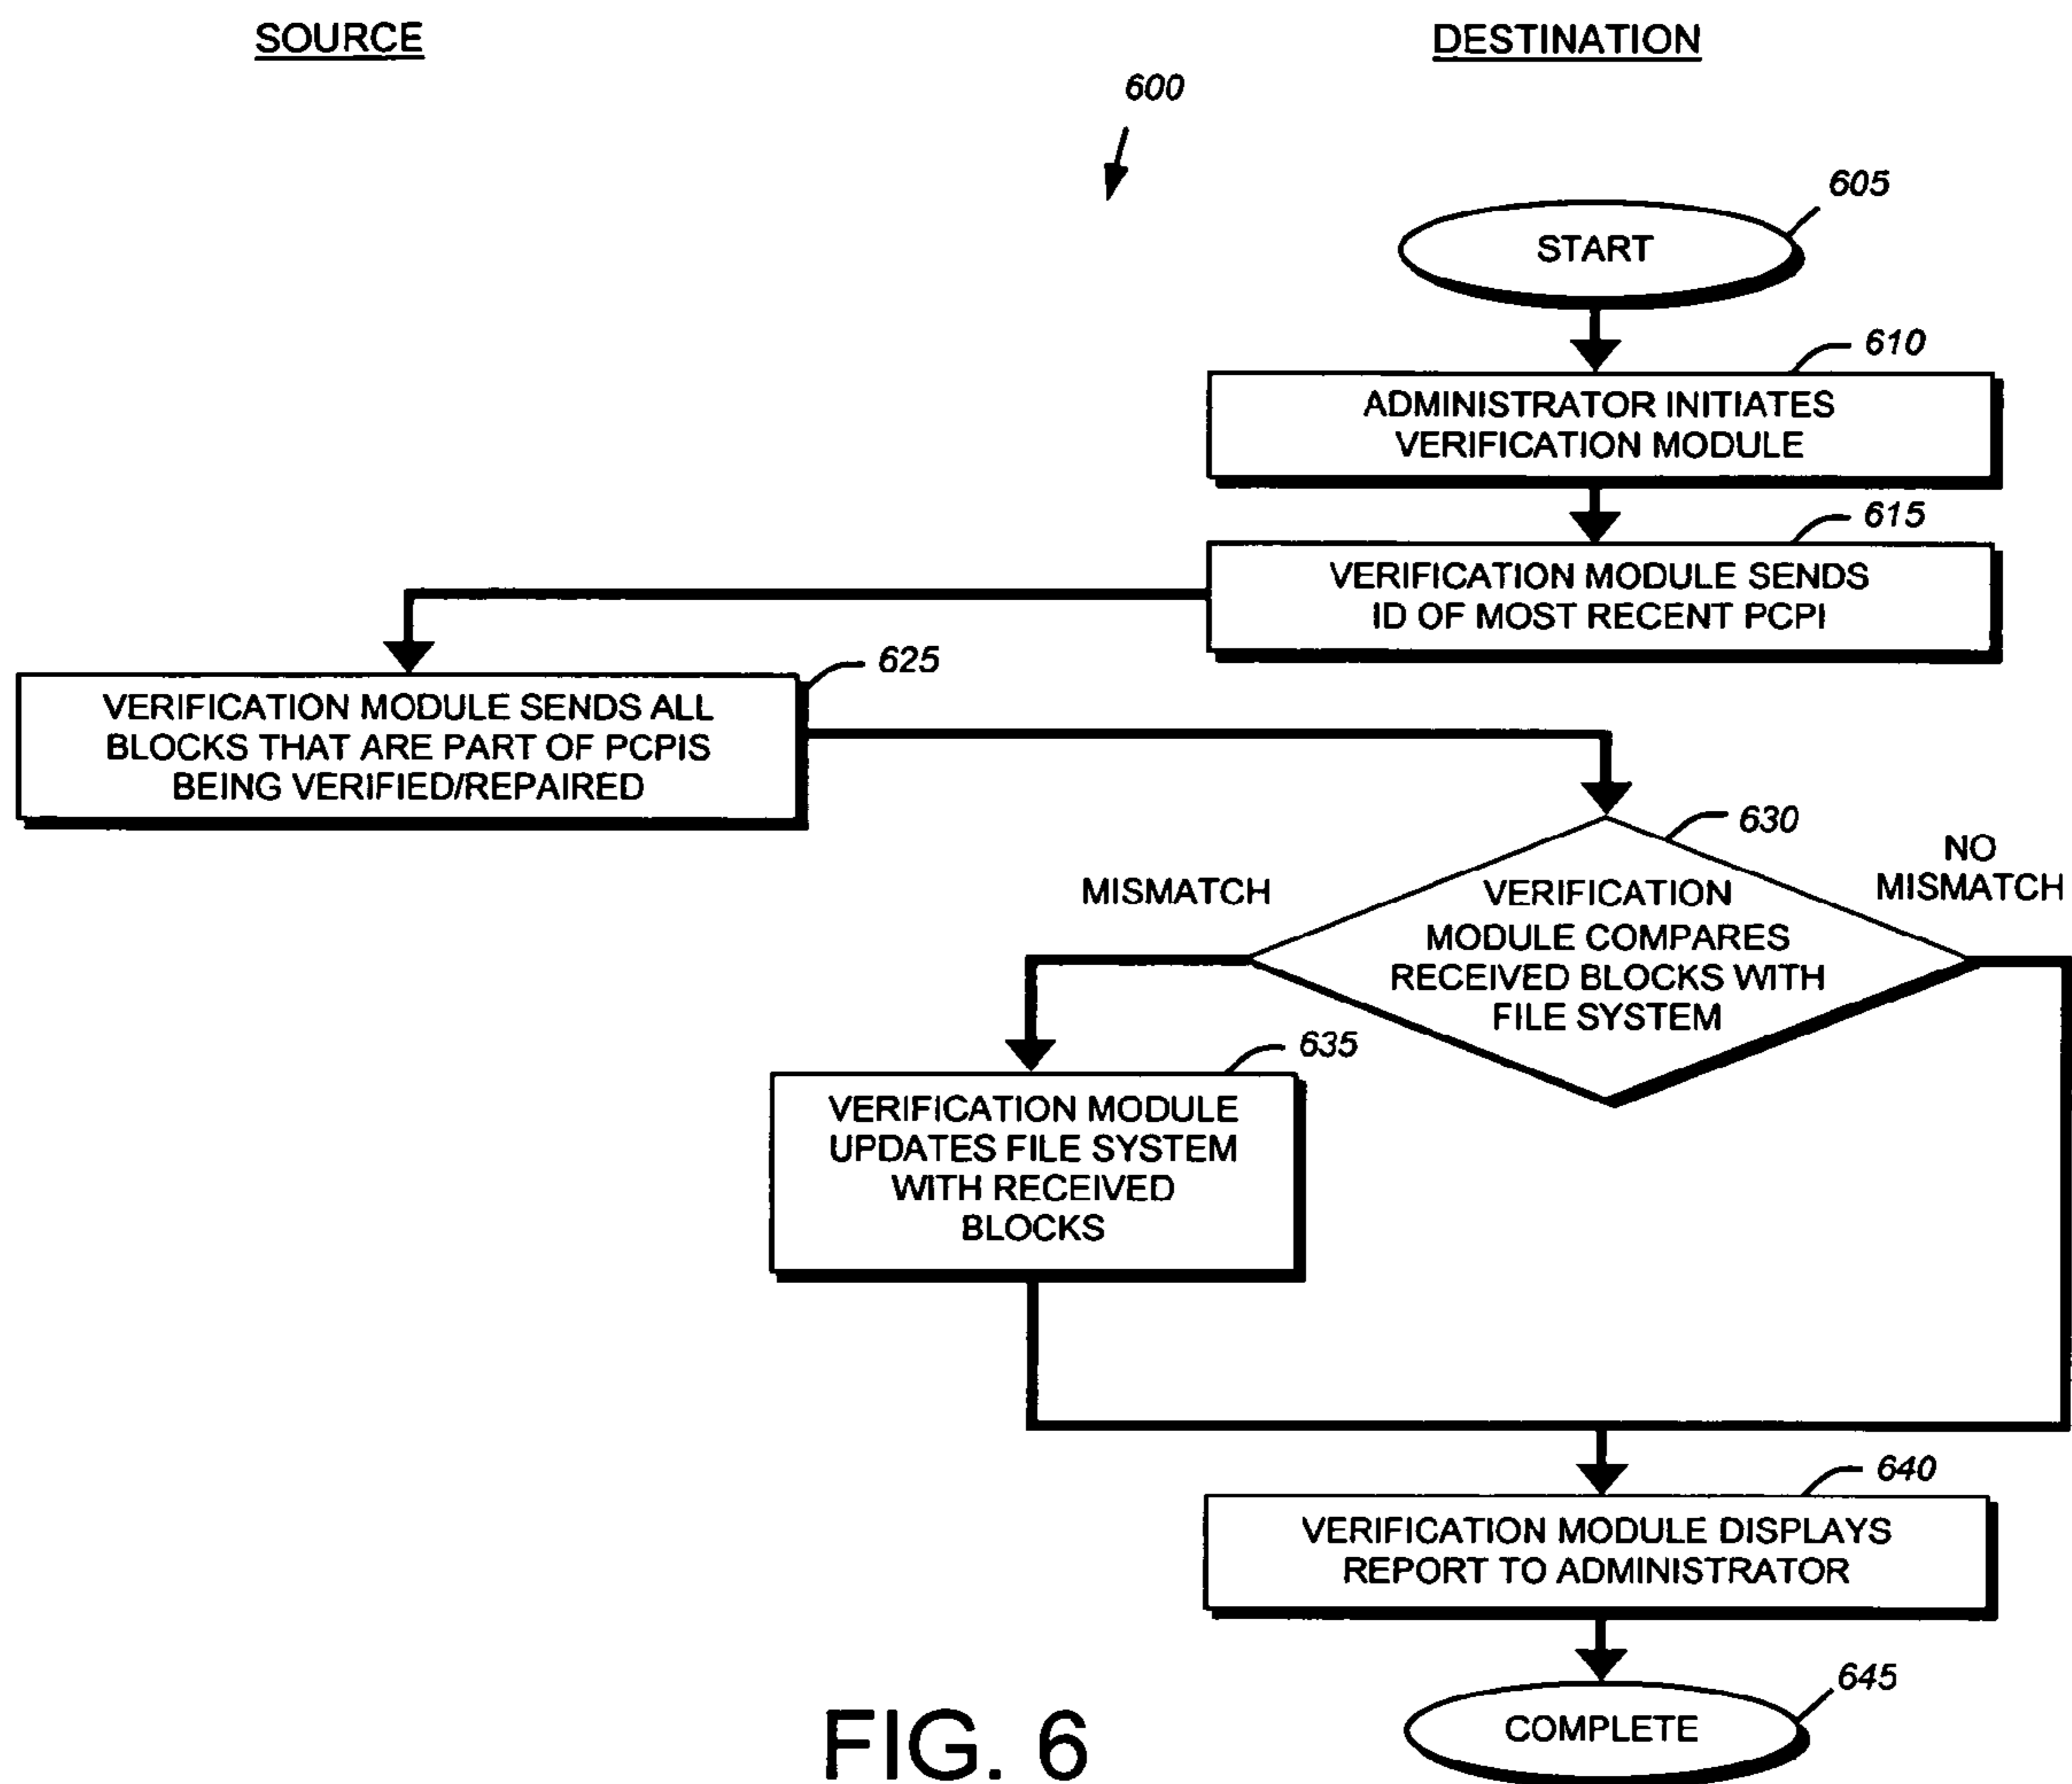 SOURCE
DESTINATION
600
605
START
610
ADMINISTRATOR INITIATES
VERIFICATION MODULE
615
VERIFICATION MODULE SENDS
ID OF MOST RECENT PCPI
625
VERIFICATION MODULE SENDS ALL
BLOCKS THAT ARE PART OF PCPIS
BEING VERIFIED/REPAIRED
630
MISMATCH
NO
MISMATCH
VERIFICATION
MODULE COMPARES
RECEIVED BLOCKS WITH
FILE SYSTEM
635
VERIFICATION MODULE
UPDATES FILE SYSTEM
WITH RECEIVED
BLOCKS
640
VERIFICATION MODULE DISPLAYS
REPORT TO ADMINISTRATOR
645
COMPLETE
FIG. 6